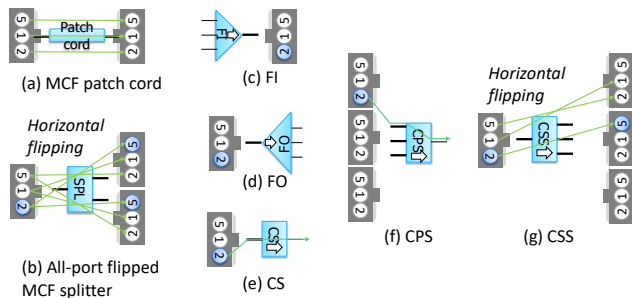 5
1
2
Patch
cord
5
1
2
(a) MCF patch cord
Horizontal
flipping
5
1
2
SPL
5
1
2
5
1
2
(b) All-port flipped
MCF splitter
FI
5
1
2
(c) FI
5
1
2
FO
(d) FO
5
1
2
CS
(e) CS
5
1
2
5
1
2
5
1
2
CPS
(f) CPS
Horizontal
flipping
5
1
2
CSS
5
1
2
5
1
2
5
1
2
(g) CSS